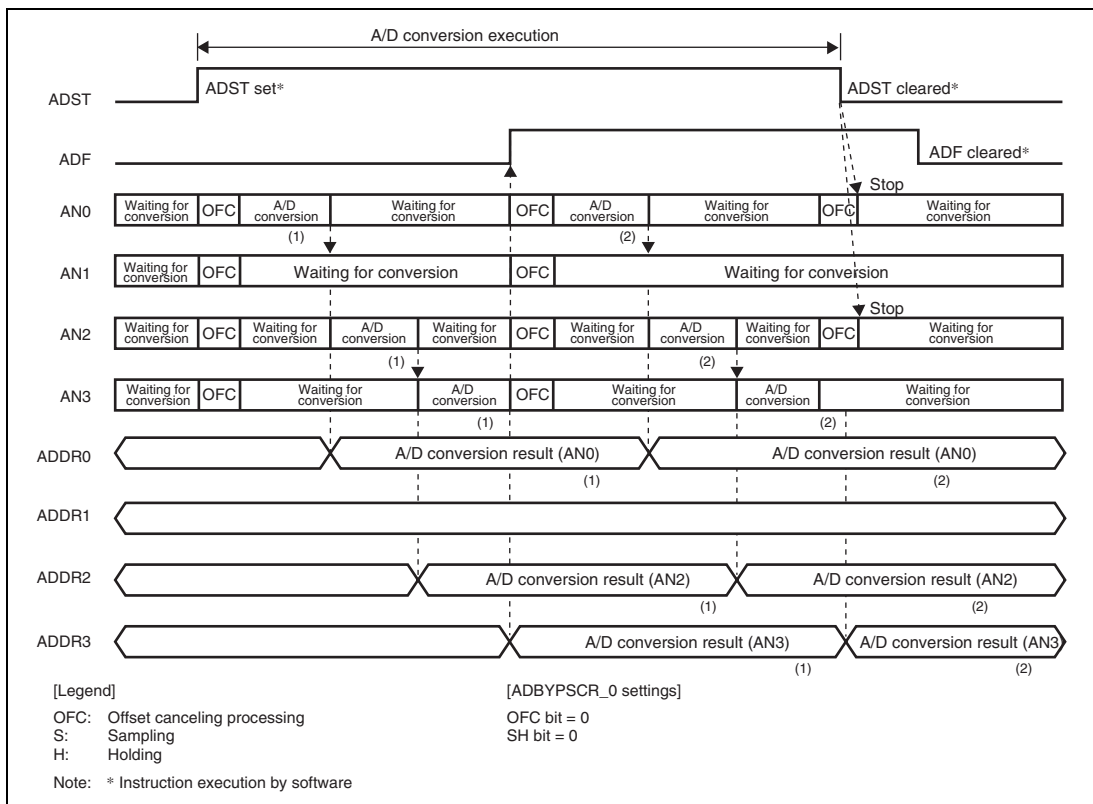 A/D conversion execution
ADST
ADST set*
ADST cleared*
ADF
ADF cleared*
Stop
AN0
Waiting for
conversion
OFC
A/D
conversion
Waiting for
conversion
OFC
A/D
conversion
Waiting for
conversion
OFC
Waiting for
conversion
(1)
(2)
AN1
Waiting for
conversion
OFC
Waiting for conversion
OFC
Waiting for conversion
Stop
AN2
Waiting for
conversion
OFC
Waiting for
conversion
A/D
conversion
Waiting for
conversion
OFC
Waiting for
conversion
A/D
conversion
Waiting for
conversion
OFC
Waiting for
conversion
(1)
(2)
AN3
Waiting for
conversion
OFC
Waiting for
conversion
A/D
conversion
OFC
Waiting for
conversion
A/D
conversion
Waiting for
conversion
(1)
(2)
ADDR0
A/D conversion result (AN0)
A/D conversion result (AN0)
(1)
(2)
ADDR1
ADDR2
A/D conversion result (AN2)
A/D conversion result (AN2)
(1)
(2)
ADDR3
A/D conversion result (AN3)
A/D conversion result (AN3
(1)
(2)
[Legend]
OFC: Offset canceling processing
S: Sampling
H: Holding
[ADBYPSCR_0 settings]
OFC bit = 0
SH bit = 0
Note: * Instruction execution by software